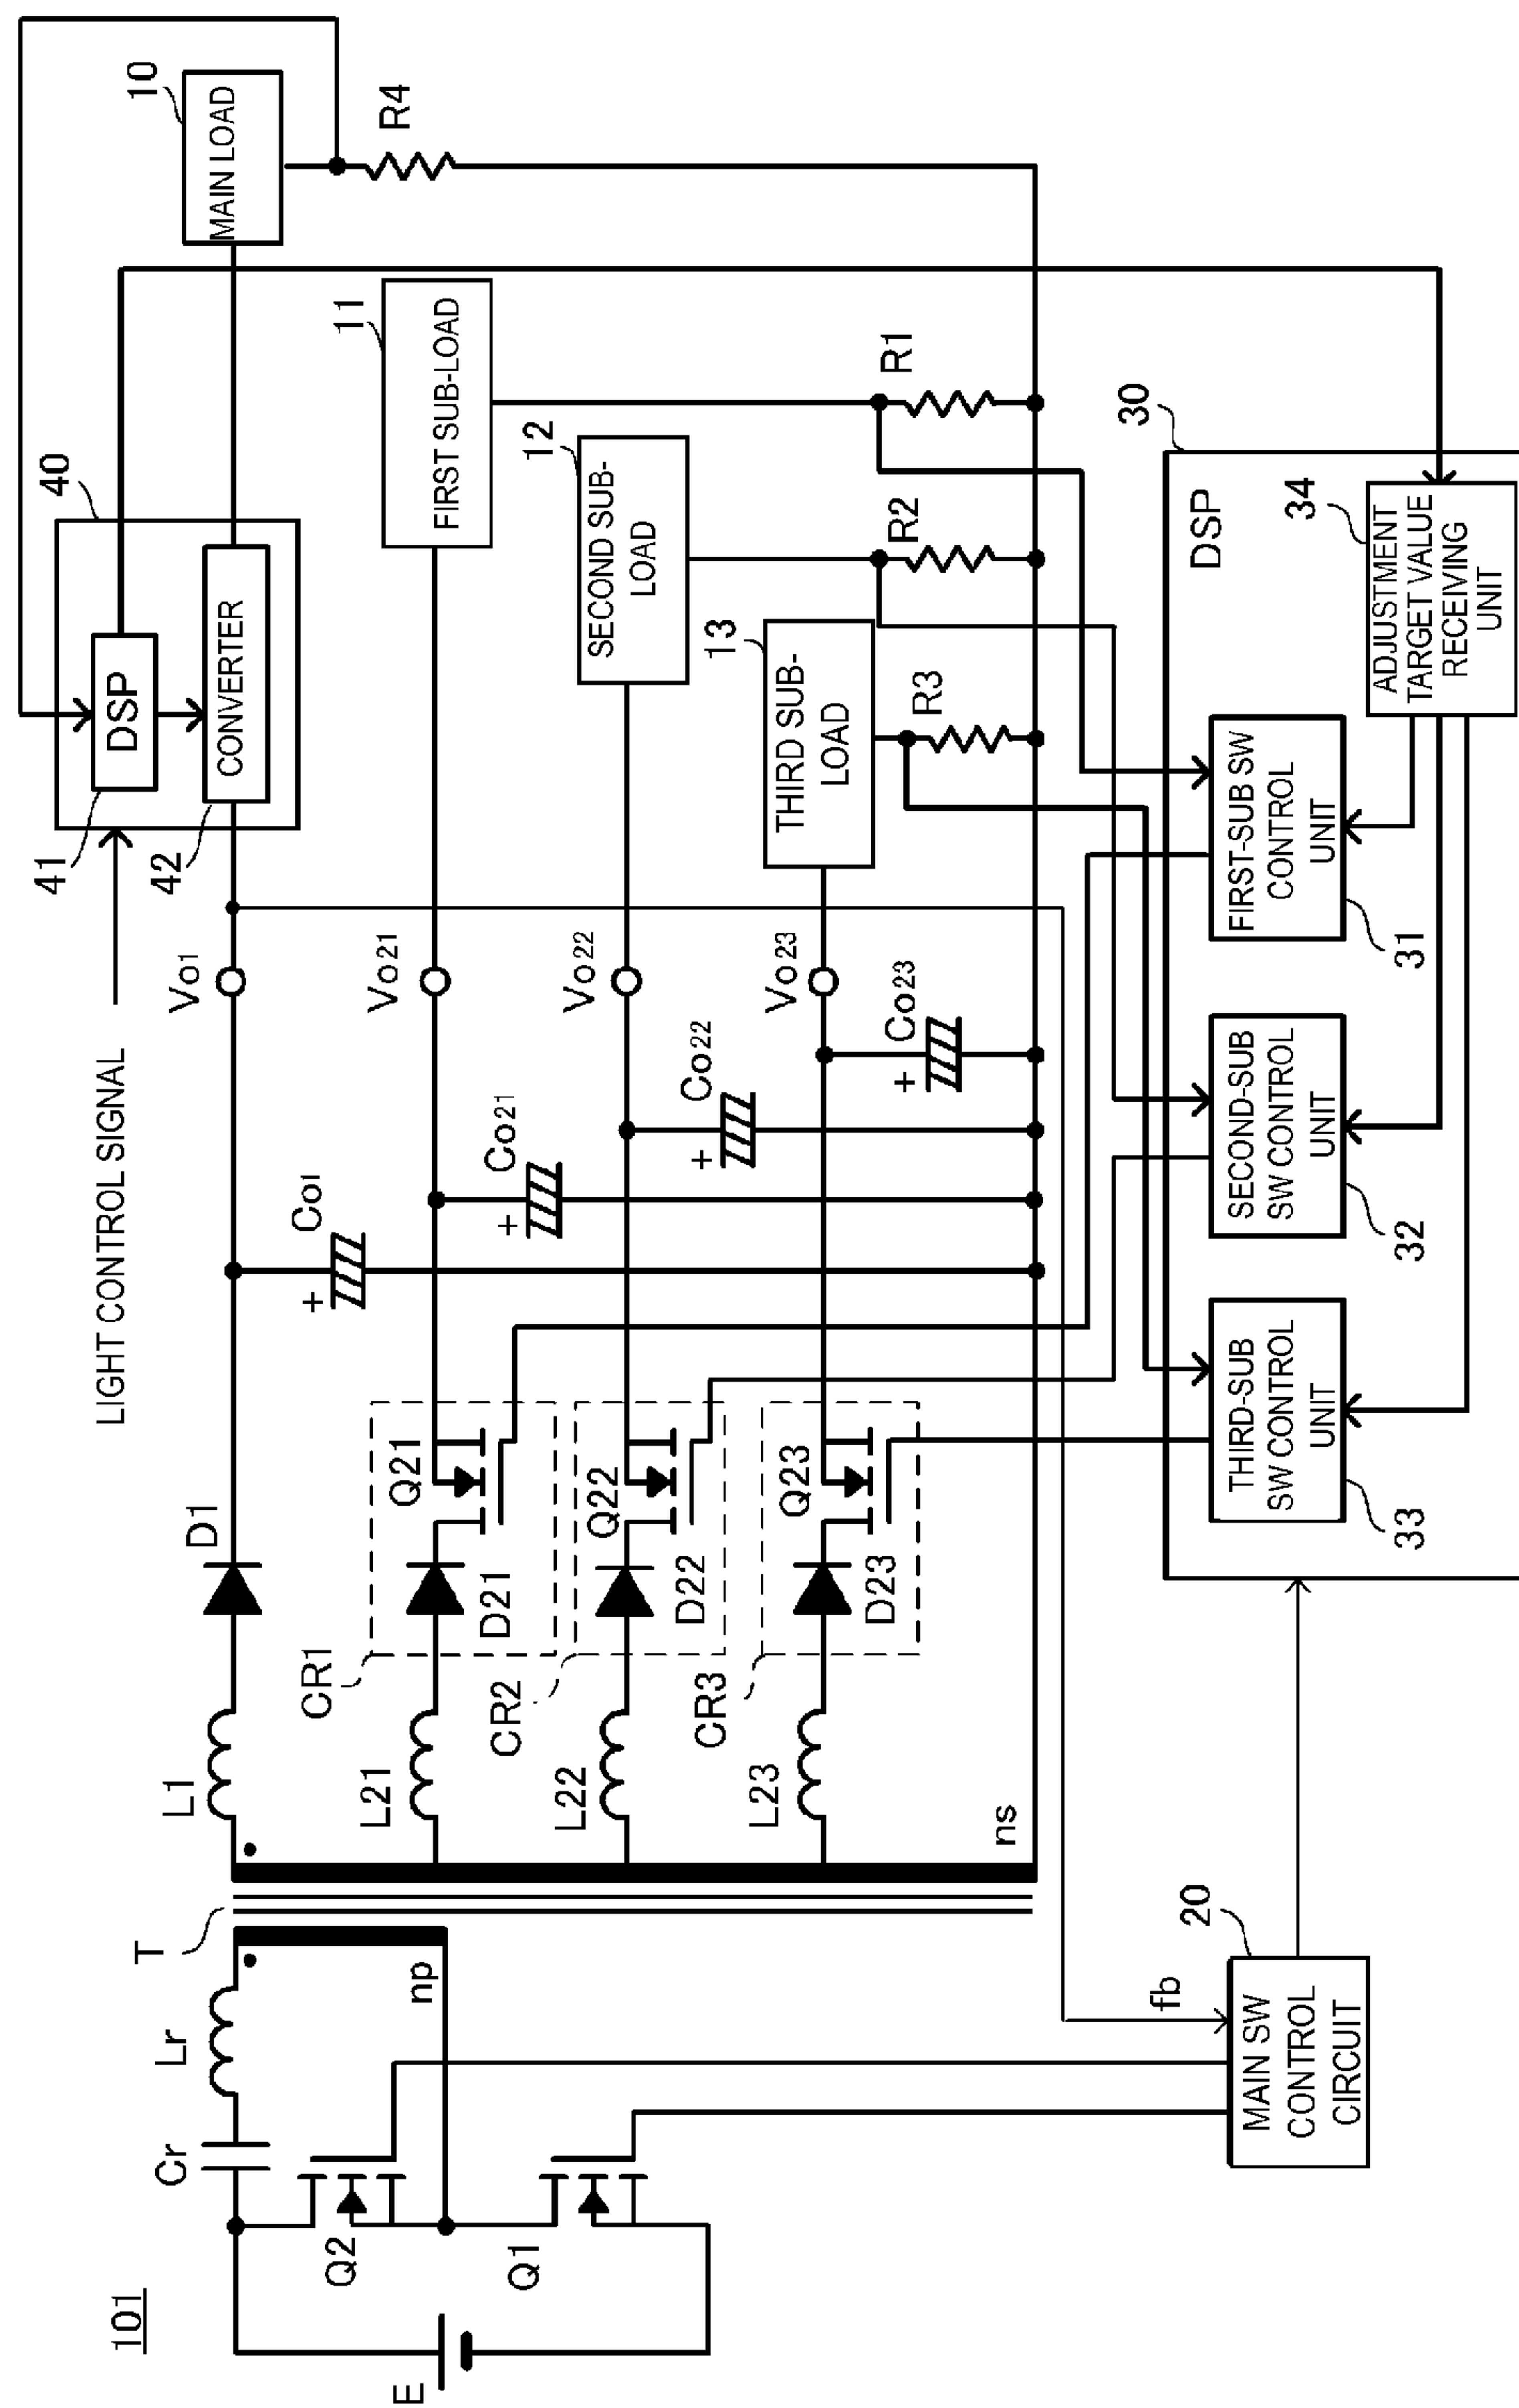 101
E
Q2
Q1
Cr
Lr
T
np
ns
L1
L21
L22
L23
D1
CR1
CR2
CR3
D21
D22
D23
Q21
Q22
Q23
Co1
+
Co21
+
Co22
+
Co23
+
Vo1
Vo21
Vo22
Vo23
LIGHT CONTROL SIGNAL
40
41
DSP
42
CONVERTER
10
MAIN LOAD
11
FIRST SUB-LOAD
12
SECOND SUB-
LOAD
13
THIRD SUB-
LOAD
R4
R1
R2
R3
fb
20
MAIN SW
CONTROL
CIRCUIT
30
DSP
33
THIRD-SUB
SW CONTROL
UNIT
32
SECOND-SUB
SW CONTROL
UNIT
31
FIRST-SUB SW
CONTROL
UNIT
34
ADJUSTMENT
TARGET VALUE
RECEIVING
UNIT